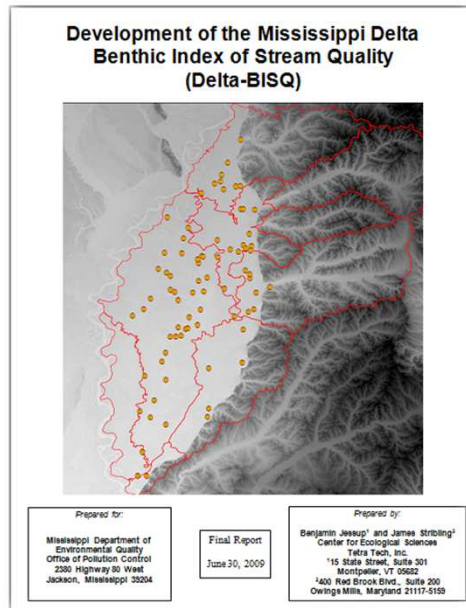 Development of the Mississippi Delta
Benthic Index of Stream Quality
(Delta-BISQ)
Prepared for:
Mississippi Department of
Environmental Quality
Office of Pollution Control
2380 Highway 80 West
Jackson, Mississippi 39204
Final Report
June 30, 2009
Prepared by:
Benjamin Jessup¹ and James Stribling²
Center for Ecological Sciences
Tetra Tech, Inc.
¹15 State Street, Suite 301
Montpelier, VT 05682
²400 Red Brook Blvd., Suite 200
Owings Mills, Maryland 21117-5159